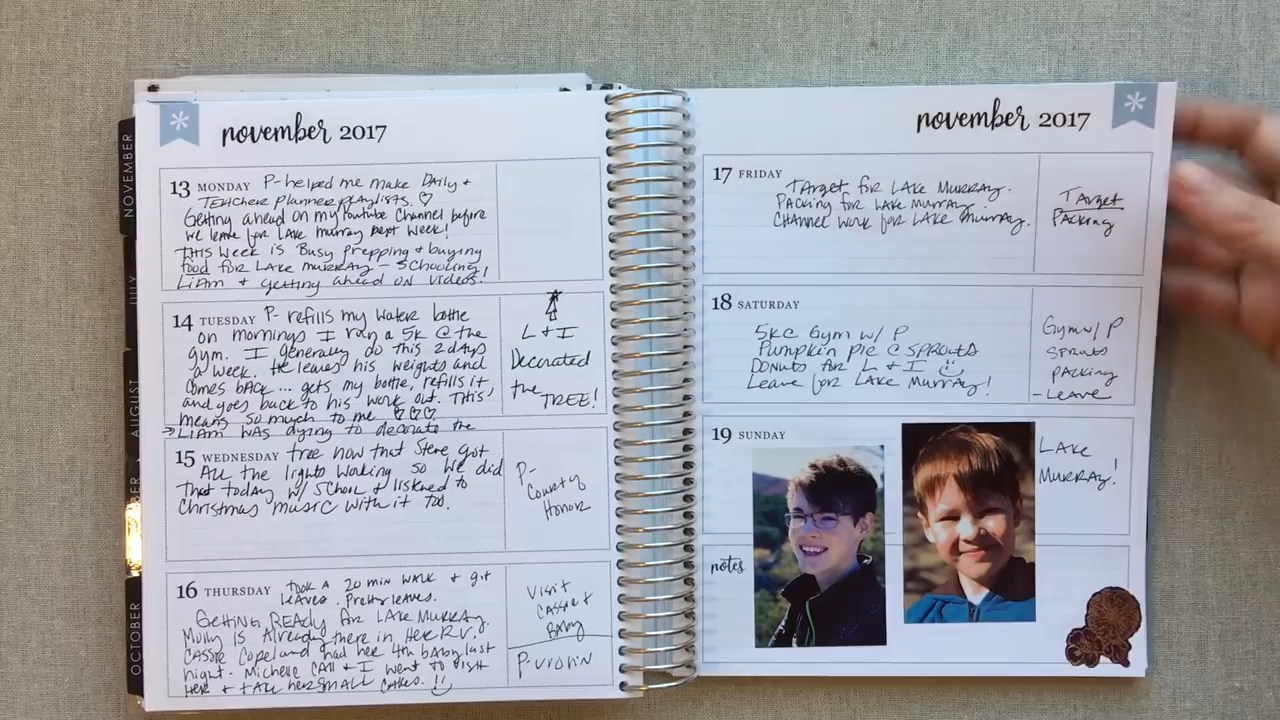 november 2017
13 MONDAY P-helped me make Daily +
Teacher planner playlists. ♡
Getting ahead on my Youtube Channel before
we leave for Lake Murray next week!
This week is Busy prepping + buying
food for Lake Murray - Schooling
Liam + getting ahead on videos!
14 TUESDAY P- refills my water bottle
on mornings I run a 5k @ the
gym. I generally do this 2 days
a week. He leaves his weights and
comes back... gets my bottle, refills it
and goes back to his work out. This
means so much to me ♡♡♡
→ Liam was dying to decorate the
L + I
Decorated
the
TREE!
15 WEDNESDAY tree now that Steve got
All the lights working so we did
that today w/ School + listened to
Christmas music with it too.
P-
Court of
Honor
16 THURSDAY took a 20 min walk + got
leaves. Pretty leaves.
Getting Ready for Lake Murray.
Molly is Already there in Her RV.
Cassie Copeland had her 4th baby last
night. Michelle Call + I went to visit
Her + take her small cakes.
Visit
Cassie +
Baby
P-violin
november 2017
17 FRIDAY Target for Lake Murray.
Packing for Lake Murray.
Channel work for Lake Murray.
Target
Packing
18 SATURDAY
5k @ Gym w/ P
Pumpkin pie @ Sprouts
Donuts for L + I
Leave for Lake Murray!
Gym w/ P
Sprouts
packing
-Leave
19 SUNDAY
Lake
Murray!
notes
NOVEMBER
JULY
AUGUST
OCTOBER